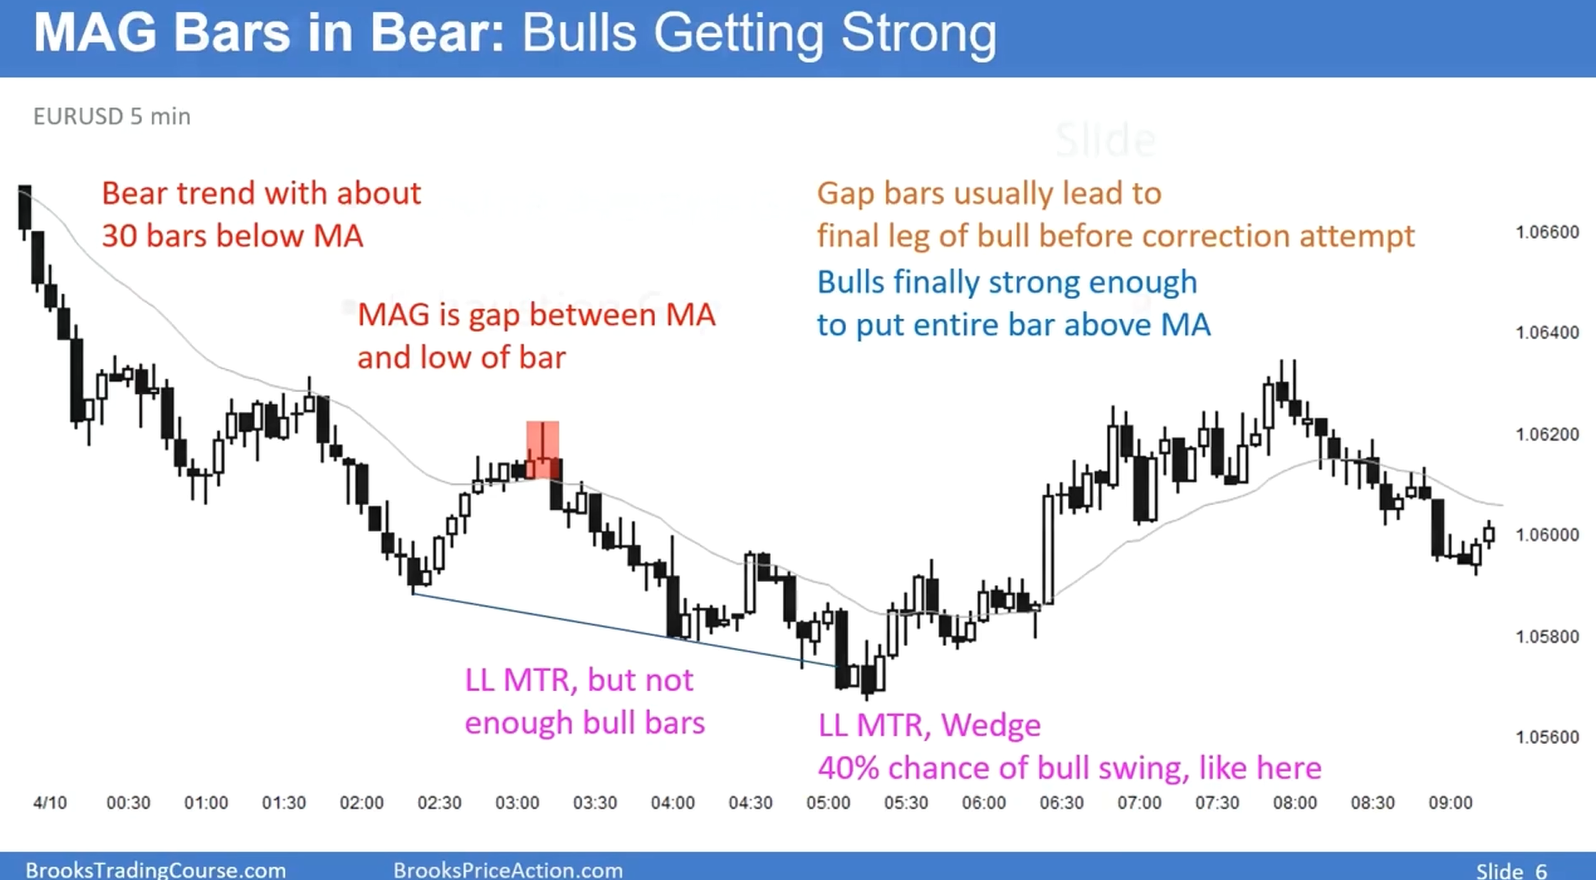 MAG Bars in Bear: Bulls Getting Strong
EURUSD 5 min
Slide
Bear trend with about
30 bars below MA
Gap bars usually lead to
final leg of bull before correction attempt
Bulls finally strong enough
to put entire bar above MA
MAG is gap between MA
and low of bar
LL MTR, but not
enough bull bars
LL MTR, Wedge
40% chance of bull swing, like here
1.06600
1.06400
1.06200
1.06000
1.05800
1.05600
4/10 00:30 01:00 01:30 02:00 02:30 03:00 03:30 04:00 04:30 05:00 05:30 06:00 06:30 07:00 07:30 08:00 08:30 09:00
BrooksTradingCourse.com BrooksPriceAction.com Slide 6